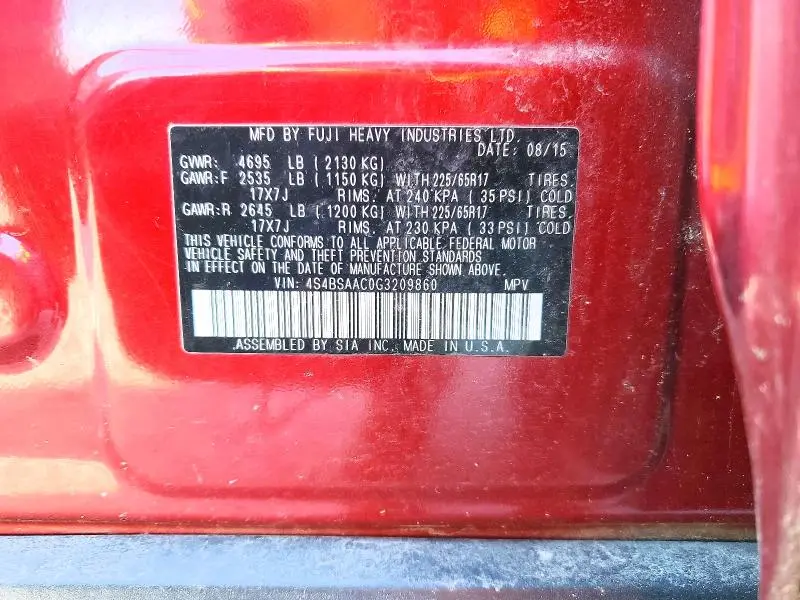 MFD BY FUJI HEAVY INDUSTRIES LTD.
DATE: 08/15
GVWR: 4695 LB ( 2130 KG)
GAWR:F 2535 LB ( 1150 KG) WITH 225/65R17 TIRES,
17X7J RIMS, AT 240 KPA ( 35 PSI) COLD
GAWR:R 2645 LB ( 1200 KG) WITH 225/65R17 TIRES,
17X7J RIMS, AT 230 KPA ( 33 PSI) COLD
THIS VEHICLE CONFORMS TO ALL APPLICABLE FEDERAL MOTOR
VEHICLE SAFETY AND THEFT PREVENTION STANDARDS
IN EFFECT ON THE DATE OF MANUFACTURE SHOWN ABOVE.
VIN: 4S4BSAAC0G3209860 MPV
ASSEMBLED BY SIA INC. MADE IN U.S.A.